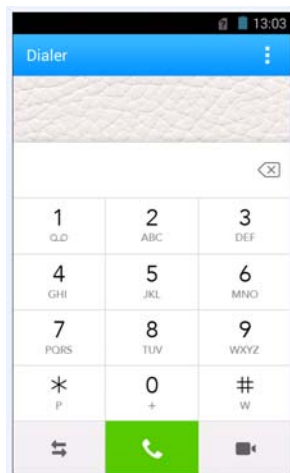 13:03
Dialer
1 2 3
ABC DEF
4 5 6
GHI JKL MNO
7 8 9
PQRS TUV WXYZ
* 0 #
P + W